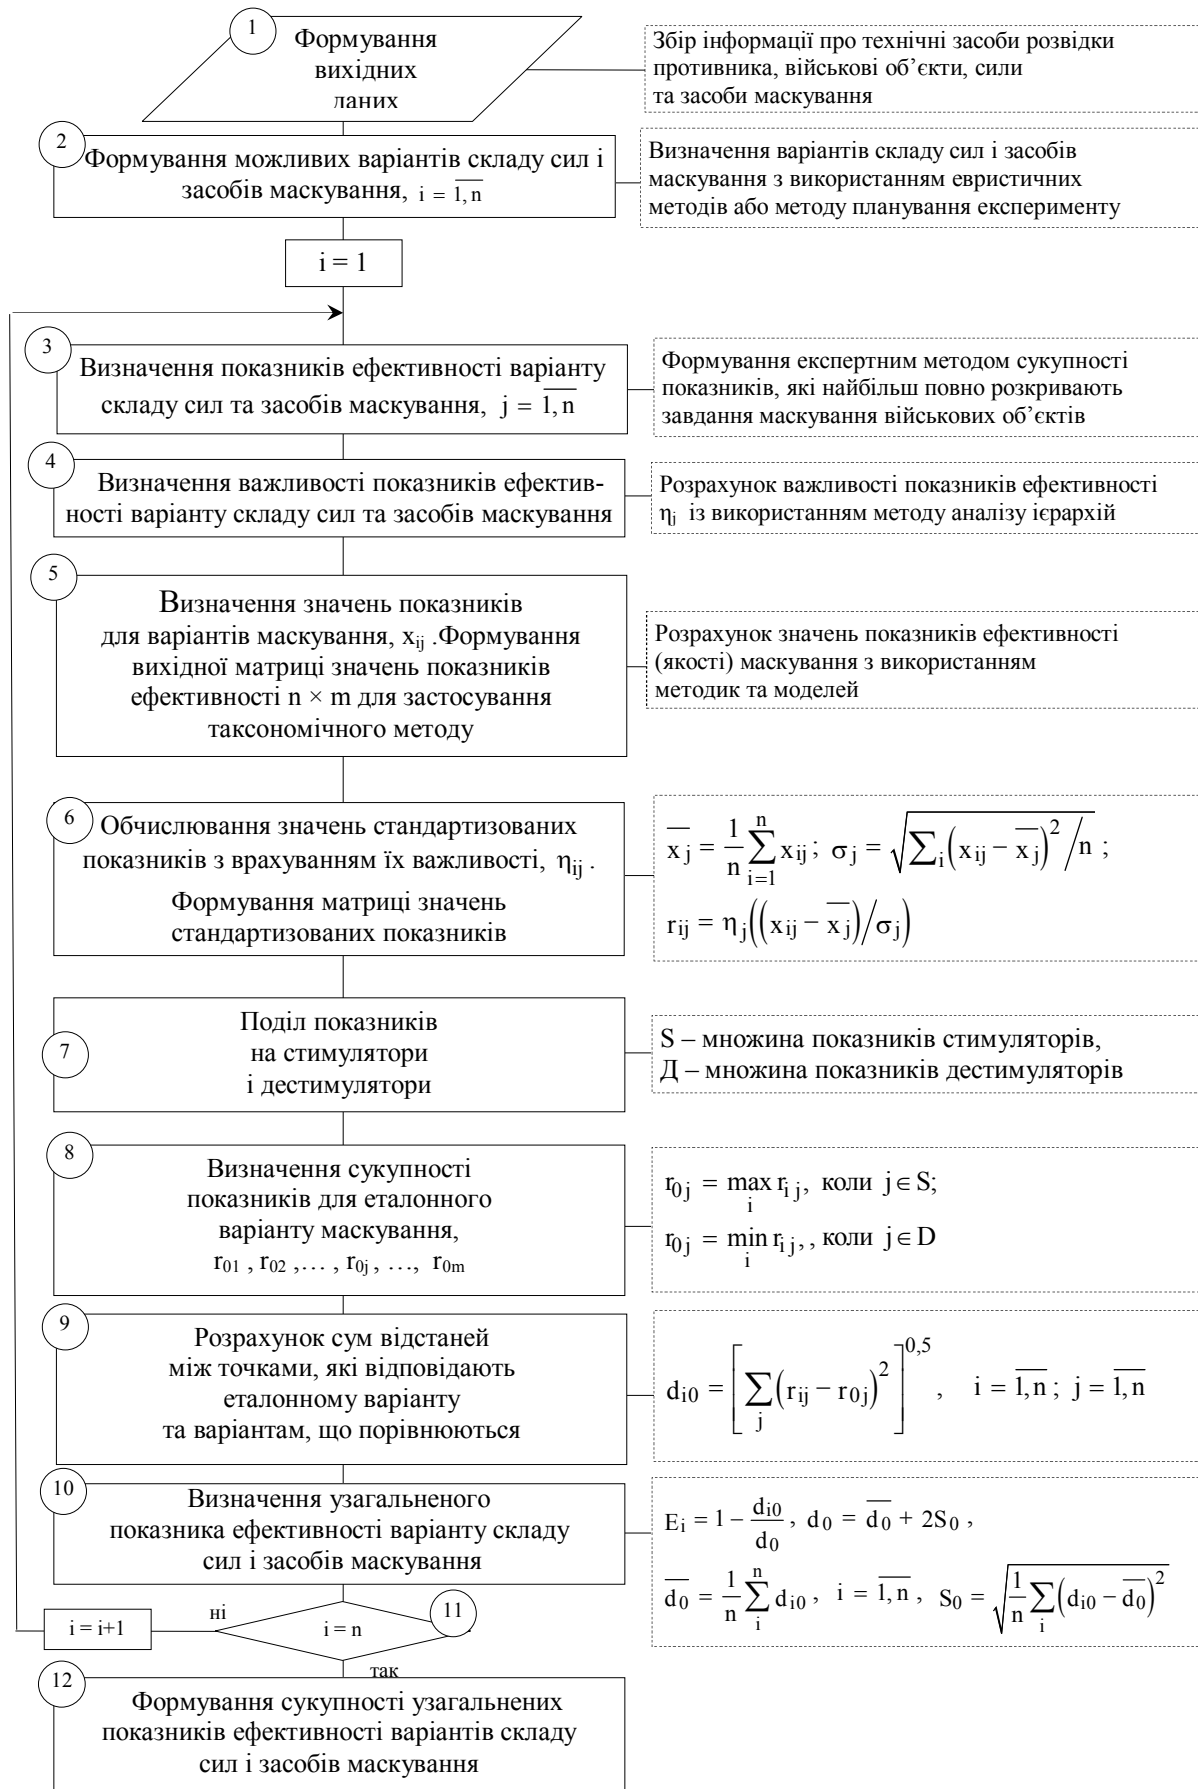 1
Формування
вихідних
даних
Збір інформації про технічні засоби розвідки
противника, військові об’єкти, сили
та засоби маскування
2
Формування можливих варіантів складу сил і
засобів маскування, i = 1, n
Визначення варіантів складу сил і засобів
маскування з використанням евристичних
методів або методу планування експерименту
i = 1
3
Визначення показників ефективності варіанту
складу сил та засобів маскування, j = 1, n
Формування експертним методом сукупності
показників, які найбільш повно розкривають
завдання маскування військових об’єктів
4
Визначення важливості показників ефектив-
ності варіанту складу сил та засобів маскування
Розрахунок важливості показників ефективності
ηj із використанням методу аналізу ієрархій
5
Визначення значень показників
для варіантів маскування, xij .Формування
вихідної матриці значень показників
ефективності n × m для застосування
таксономічного методу
Розрахунок значень показників ефективності
(якості) маскування з використанням
методик та моделей
6
Обчислювання значень стандартизованих
показників з врахуванням їх важливості, ηij .
Формування матриці значень
стандартизованих показників
x̄j = 1/n ∑(i=1..n) xij ; σj = √(∑i(xij − x̄j)²/n) ;
rij = ηj((xij − x̄j)/σj)
7
Поділ показників
на стимулятори
і дестимулятори
S – множина показників стимуляторів,
Д – множина показників дестимуляторів
8
Визначення сукупності
показників для еталонного
варіанту маскування,
r01 , r02 ,… , r0j , …, r0m
r0j = max i rij, коли j∈S;
r0j = min i rij, , коли j∈D
9
Розрахунок сум відстаней
між точками, які відповідають
еталонному варіанту
та варіантам, що порівнюються
di0 = [∑j(rij − r0j)²]^0,5 , i = 1, n ; j = 1, n
10
Визначення узагальненого
показника ефективності варіанту складу
сил і засобів маскування
Ei = 1 − di0/d0 , d0 = d̄0 + 2S0 ,
d̄0 = 1/n ∑(i..n) di0 , i = 1, n , S0 = √(1/n ∑i(di0 − d̄0)²)
11
i = n
ні
i = i+1
так
12
Формування сукупності узагальнених
показників ефективності варіантів складу
сил і засобів маскування